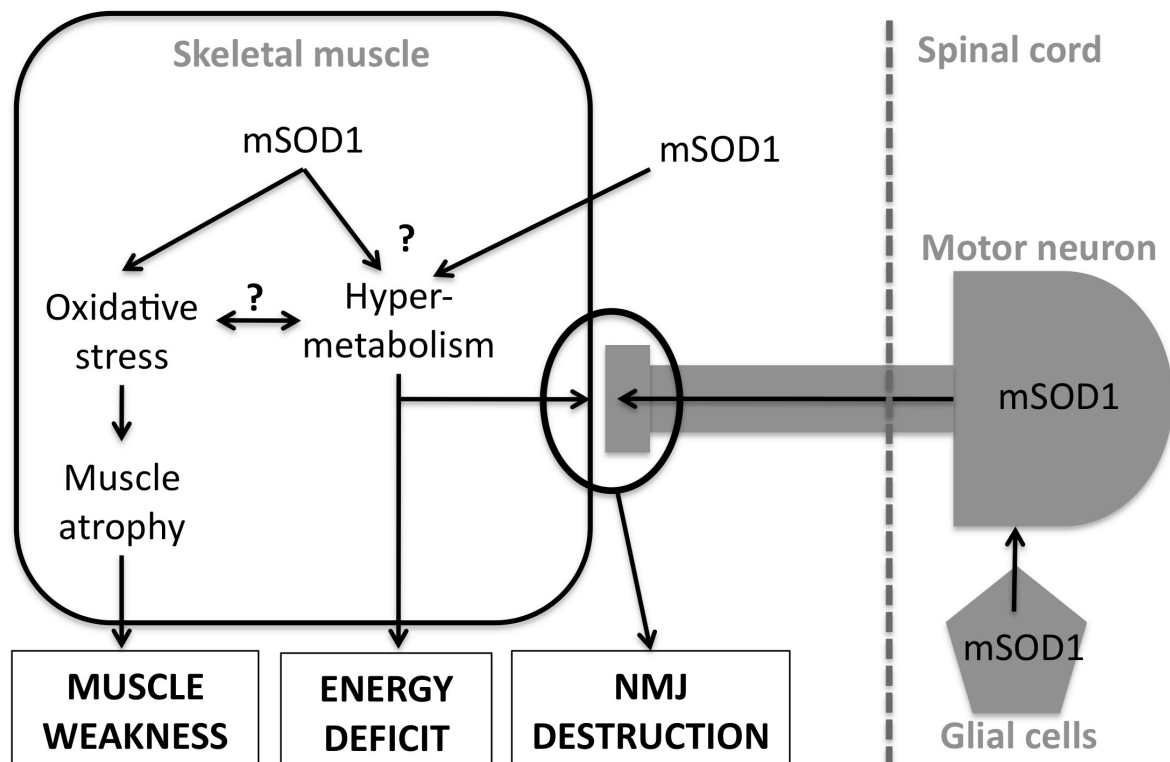 Skeletal muscle
Spinal cord
mSOD1
mSOD1
?
Motor neuron
Oxidative
stress
?
Hyper-
metabolism
mSOD1
Muscle
atrophy
mSOD1
MUSCLE
WEAKNESS
ENERGY
DEFICIT
NMJ
DESTRUCTION
Glial cells